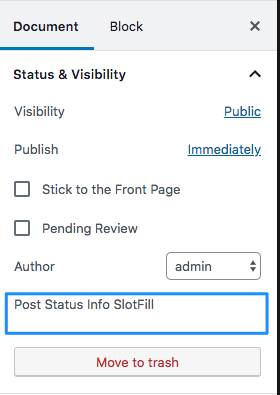 Document Block ×
Status & Visibility
Visibility Public
Publish Immediately
Stick to the Front Page
Pending Review
Author admin
Post Status Info SlotFill
Move to trash